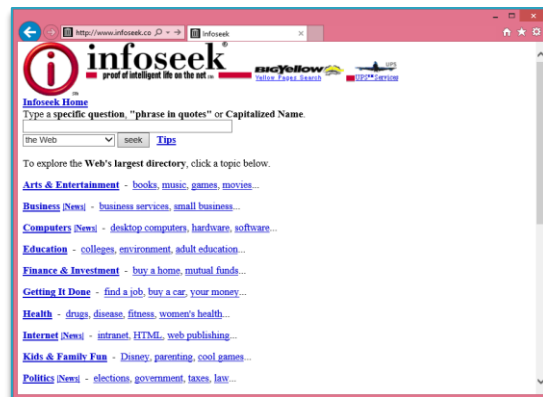 http://www.infoseek.co
Infoseek
infoseek®
proof of intelligent life on the net
BigYellow
Yellow Pages Search
UPS
UPS** Services
Infoseek Home
Type a specific question, "phrase in quotes" or Capitalized Name.
the Web seek Tips
To explore the Web's largest directory, click a topic below.
Arts & Entertainment - books, music, games, movies...
Business |News| - business services, small business...
Computers |News| - desktop computers, hardware, software...
Education - colleges, environment, adult education...
Finance & Investment - buy a home, mutual funds...
Getting It Done - find a job, buy a car, your money...
Health - drugs, disease, fitness, women's health...
Internet |News| - intranet, HTML, web publishing...
Kids & Family Fun - Disney, parenting, cool games...
Politics |News| - elections, government, taxes, law...